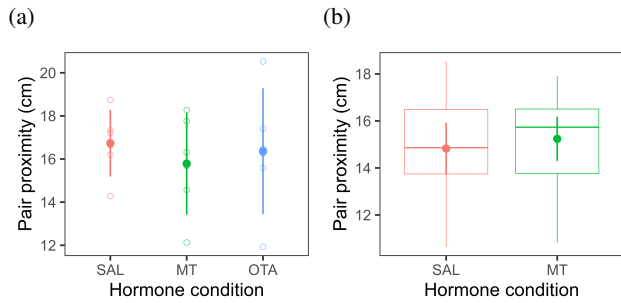 (a)
Pair proximity (cm)
20
18
16
14
12
SAL
MT
OTA
Hormone condition
(b)
Pair proximity (cm)
18
16
14
12
SAL
MT
Hormone condition